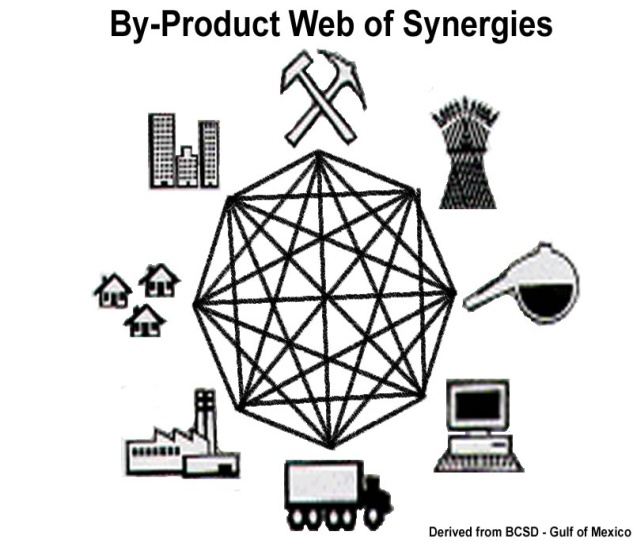 By-Product Web of Synergies
Derived from BCSD - Gulf of Mexico